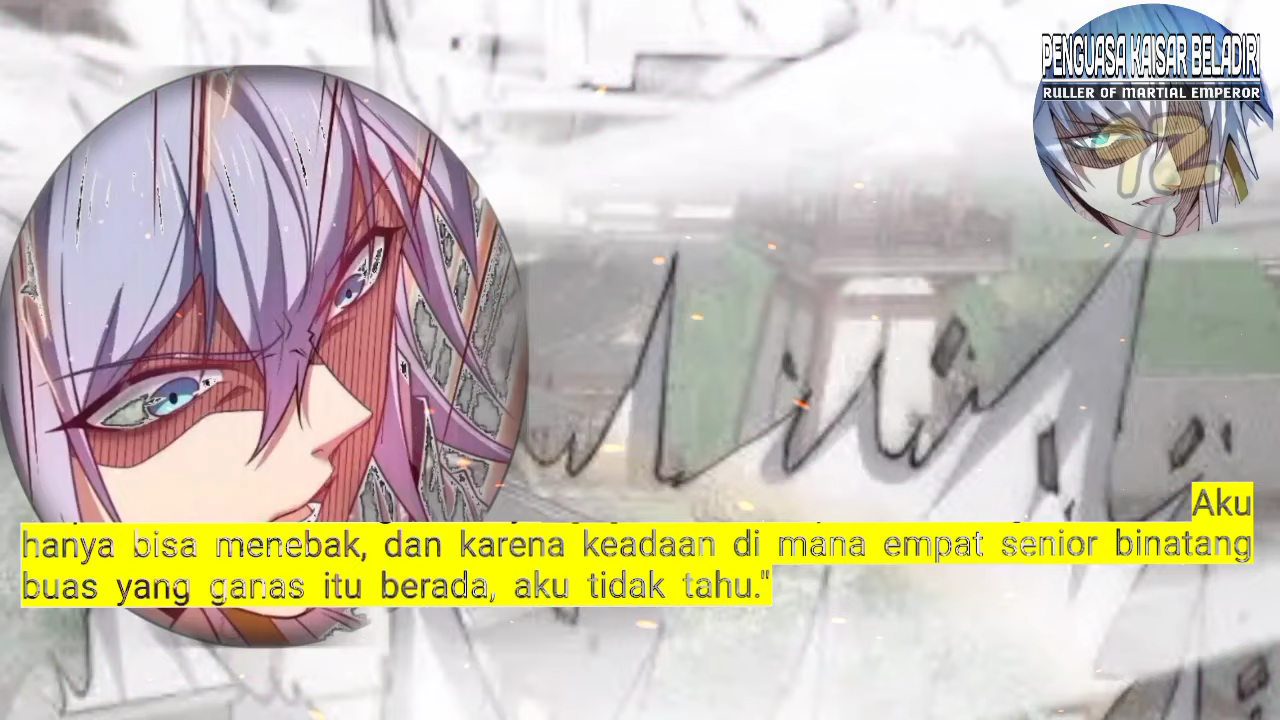 PENGUASA KAISAR BELADIRI
RULLER OF MARTIAL EMPEROR
Aku
hanya bisa menebak, dan karena keadaan di mana empat senior binatang
buas yang ganas itu berada, aku tidak tahu."